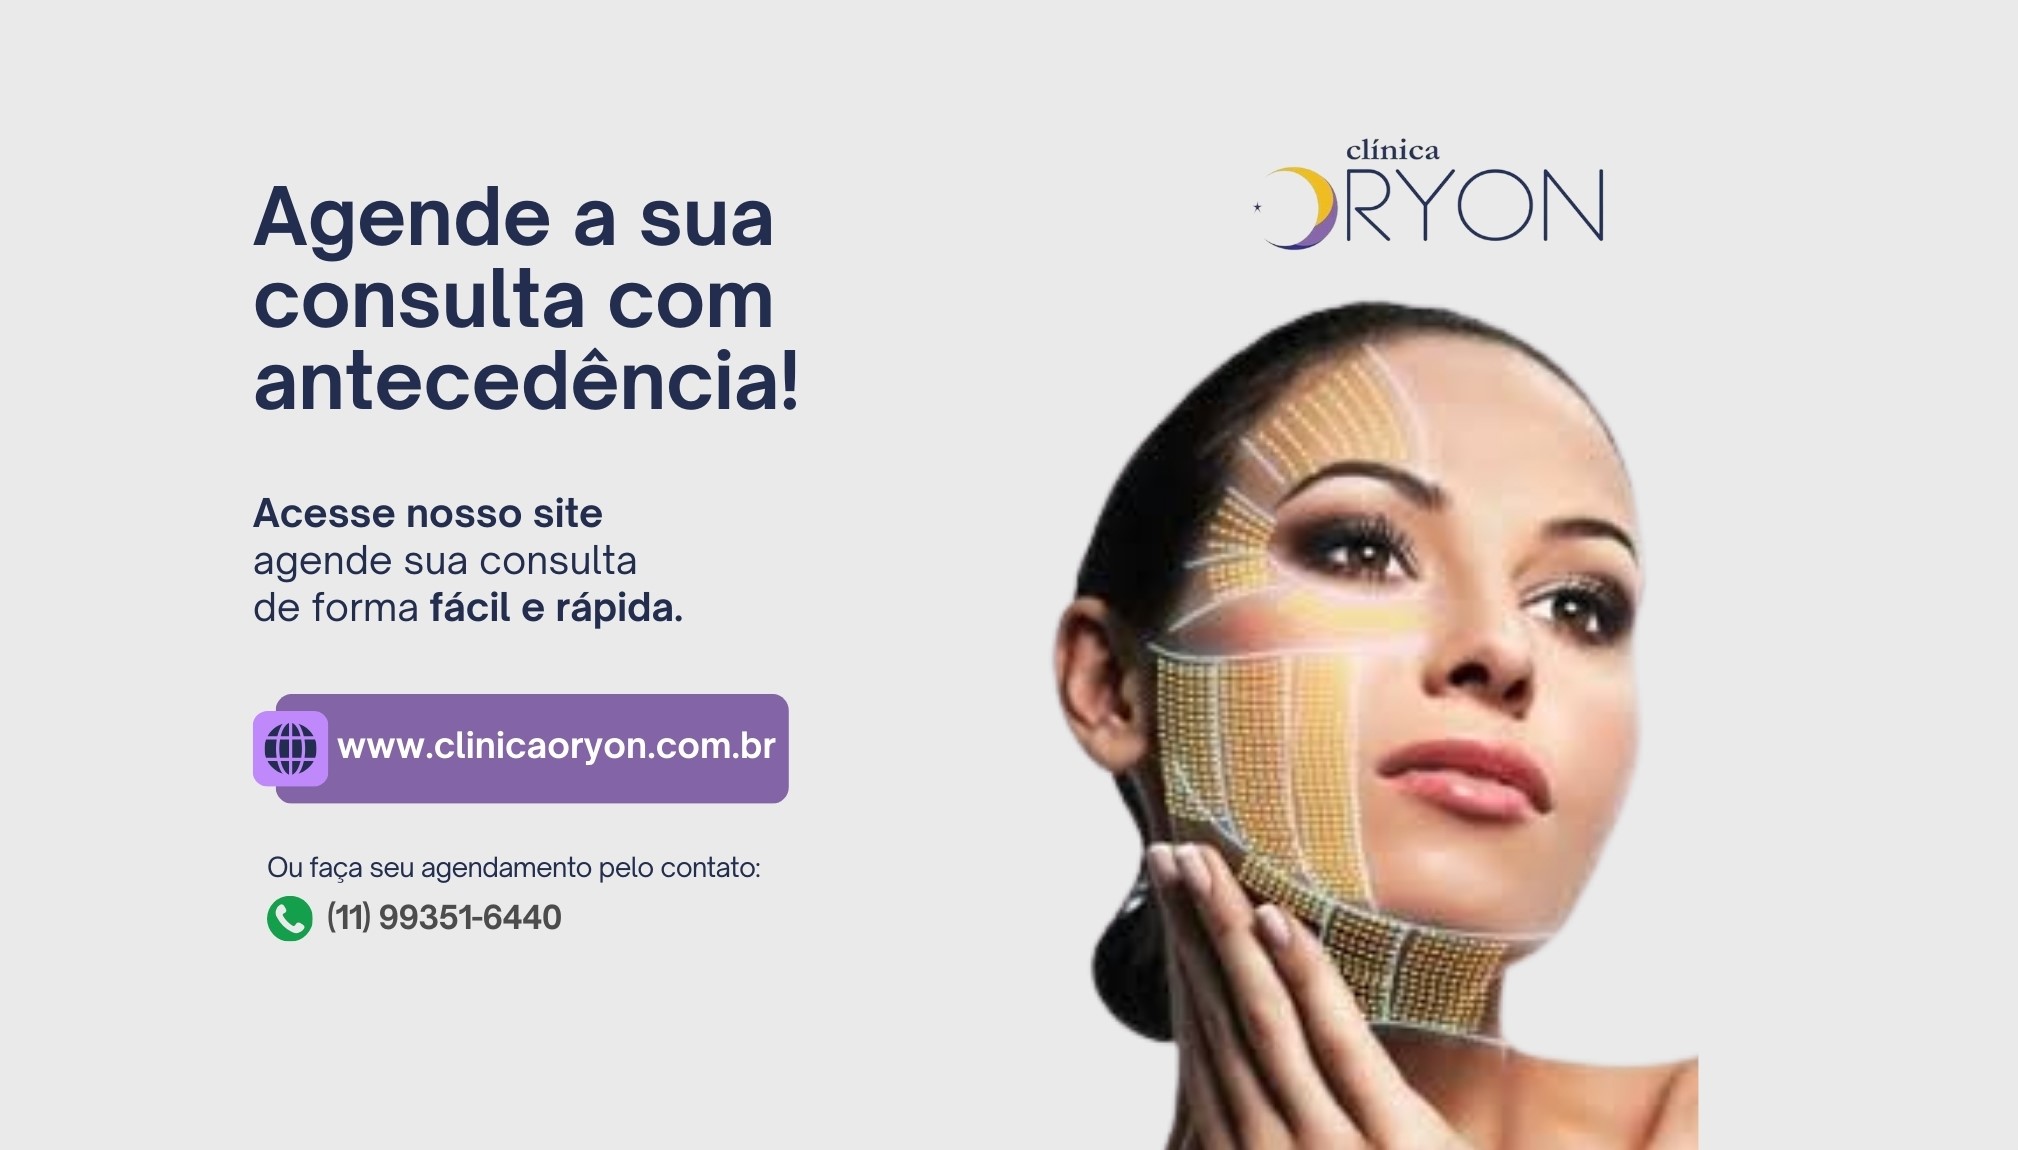 Agende a sua
consulta com
antecedência!
Acesse nosso site
agende sua consulta
de forma fácil e rápida.
www.clinicaoryon.com.br
Ou faça seu agendamento pelo contato:
(11) 99351-6440
clínica
ORYON